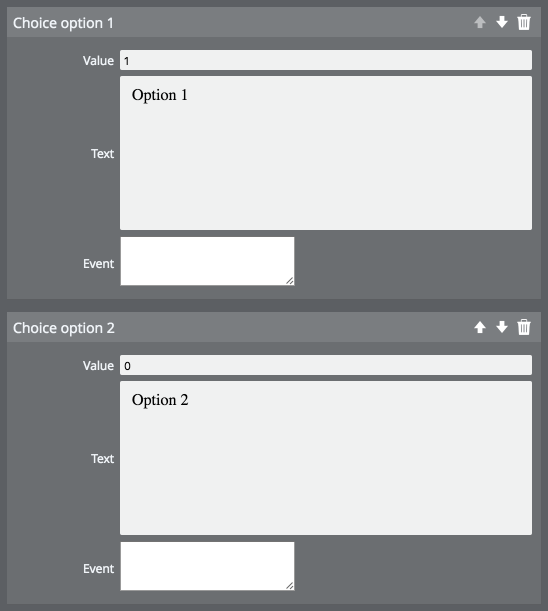 Choice option 1
Value 1
Text Option 1
Event
Choice option 2
Value 0
Text Option 2
Event